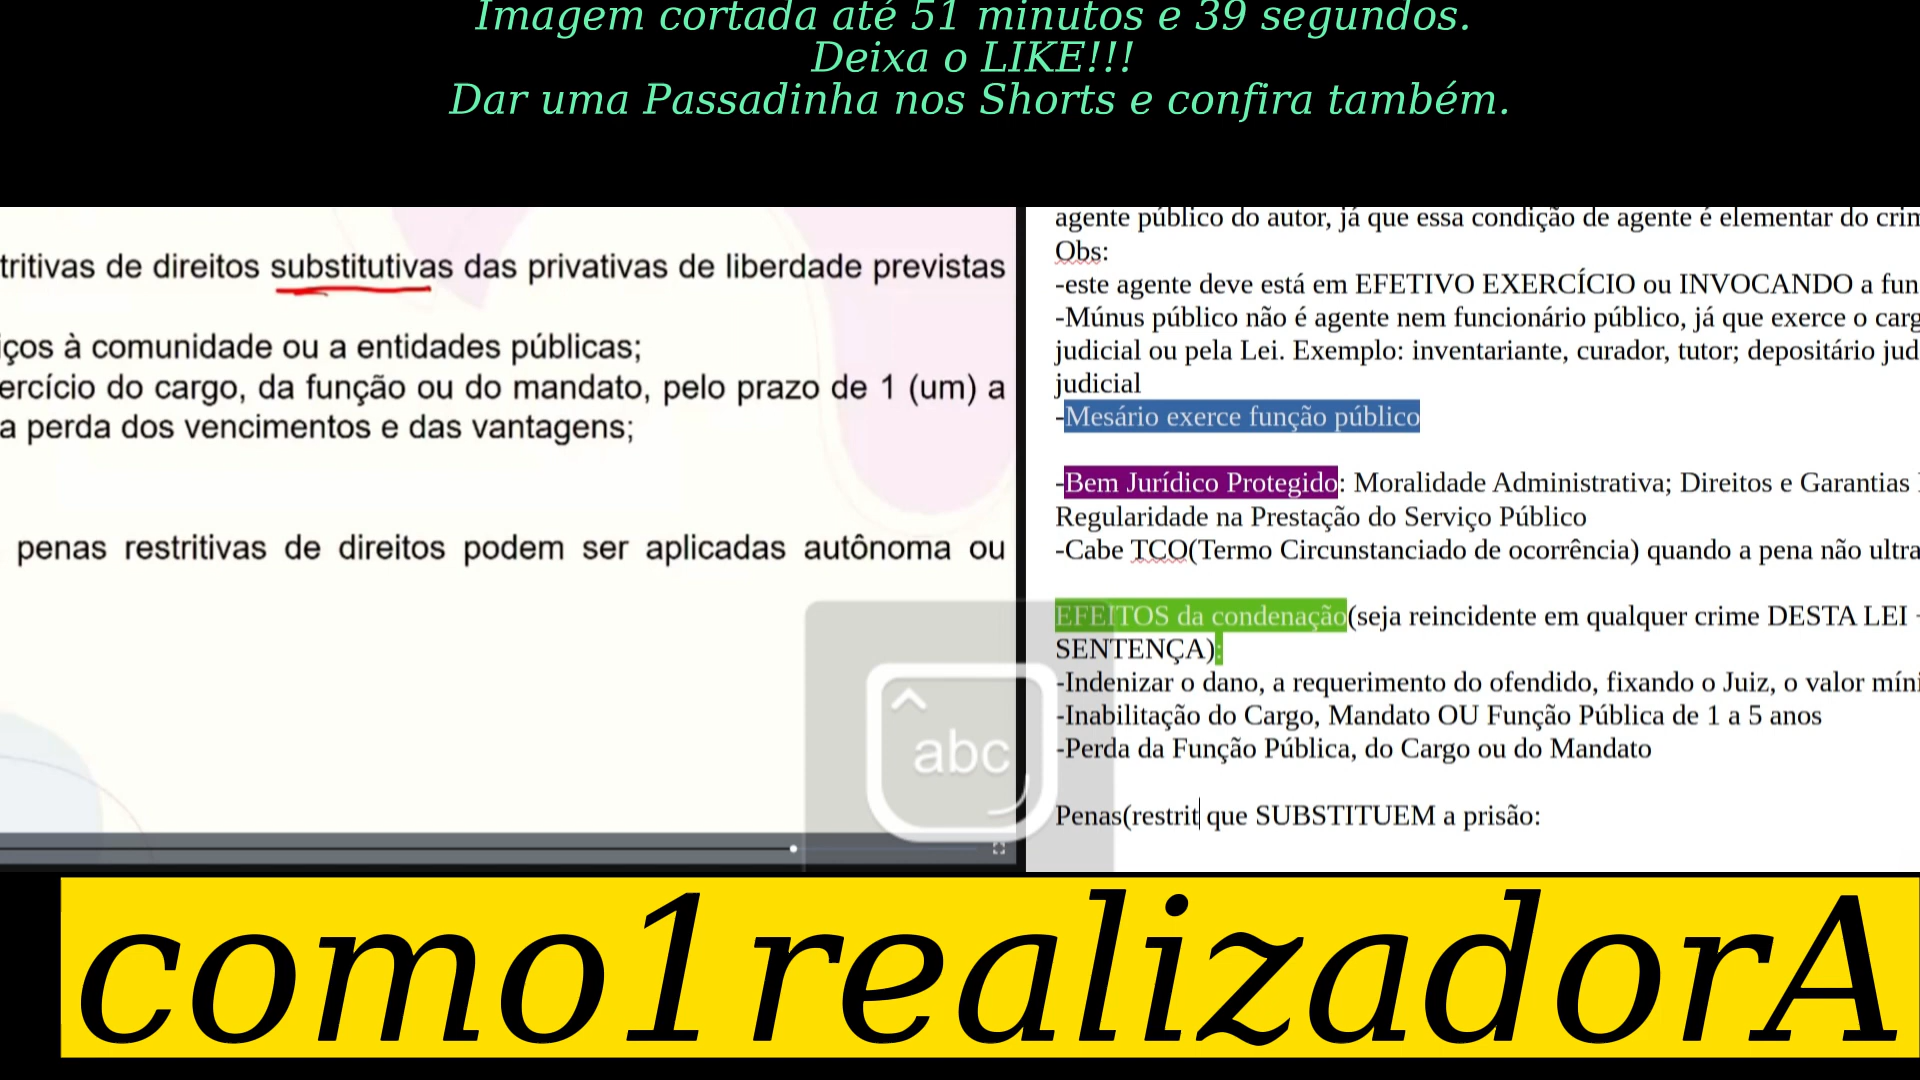 Imagem cortada até 51 minutos e 39 segundos.
Deixa o LIKE!!!
Dar uma Passadinha nos Shorts e confira também.
tritivas de direitos substitutivas das privativas de liberdade previstas
iços à comunidade ou a entidades públicas;
ercício do cargo, da função ou do mandato, pelo prazo de 1 (um) a
a perda dos vencimentos e das vantagens;
penas restritivas de direitos podem ser aplicadas autônoma ou
abc
agente público do autor, já que essa condição de agente é elementar do crim
Obs:
-este agente deve está em EFETIVO EXERCÍCIO ou INVOCANDO a fun
-Múnus público não é agente nem funcionário público, já que exerce o carg
judicial ou pela Lei. Exemplo: inventariante, curador, tutor; depositário jud
judicial
-Mesário exerce função público
-Bem Jurídico Protegido: Moralidade Administrativa; Direitos e Garantias
Regularidade na Prestação do Serviço Público
-Cabe TCO(Termo Circunstanciado de ocorrência) quando a pena não ultra
EFEITOS da condenação(seja reincidente em qualquer crime DESTA LEI
SENTENÇA):
-Indenizar o dano, a requerimento do ofendido, fixando o Juiz, o valor míni
-Inabilitação do Cargo, Mandato OU Função Pública de 1 a 5 anos
-Perda da Função Pública, do Cargo ou do Mandato
Penas(restrit que SUBSTITUEM a prisão:
como1realizadorA